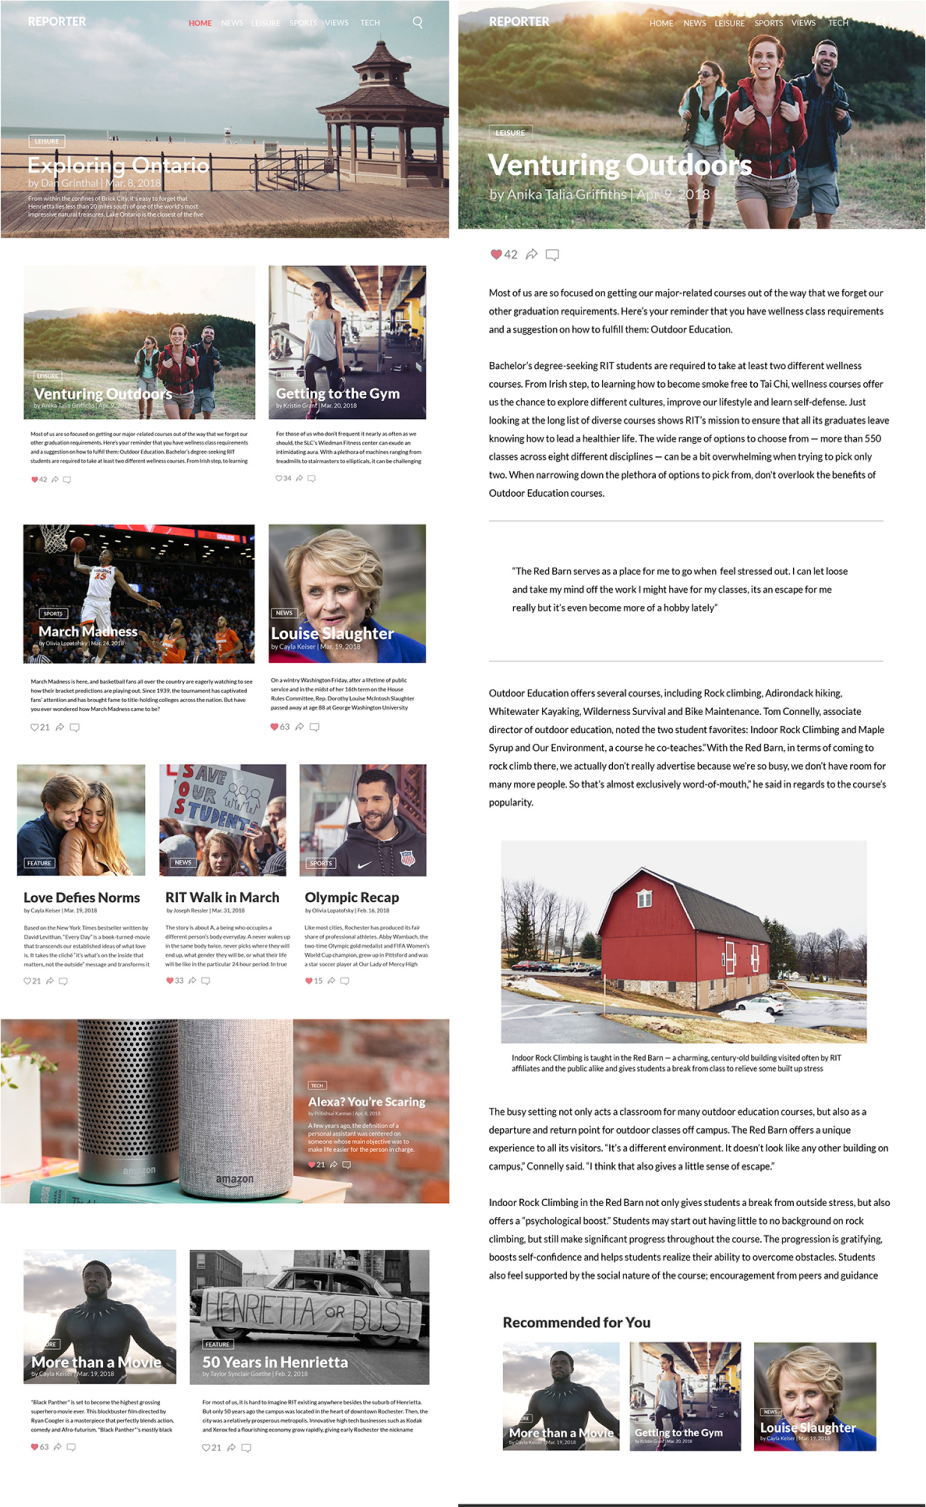 REPORTER
HOME NEWS LEISURE SPORTS VIEWS TECH
LEISURE
Exploring Ontario
by Dan Grinthal | Mar. 8, 2018
From within the confines of Brick City, it's easy to forget that
Henrietta lies less than 20 miles south of one of the world's most
impressive natural treasures. Lake Ontario is the closest of the five
LEISURE
Venturing Outdoors
by Anika Talia Griffiths | Apr. 9, 2018
Most of us are so focused on getting our major-related courses out of the way that we forget our
other graduation requirements. Here's your reminder that you have wellness class requirements
and a suggestion on how to fulfill them: Outdoor Education. Bachelor's degree-seeking RIT
students are required to take at least two different wellness courses. From Irish step, to learning
42
Getting to the Gym
by Kristin Grant | Mar. 20, 2018
For those of us who don't frequent it nearly as often as we
should, the SLC's Wiedman Fitness center can exude an
intimidating aura. With a plethora of machines ranging from
treadmills to stairmasters to ellipticals, it can be challenging
34
15
SPORTS
March Madness
by Olivia Lopatofsky | Mar. 24, 2018
March Madness is here, and basketball fans all over the country are eagerly watching to see
how their bracket predictions are playing out. Since 1939, the tournament has captivated
fans' attention and has brought fame to title-holding colleges across the nation. But have
you ever wondered how March Madness came to be?
21
NEWS
Louise Slaughter
by Cayla Keiser | Mar. 19, 2018
On a wintry Washington Friday, after a lifetime of public
service and in the midst of her 16th term on the House
Rules Committee, Rep. Dorothy Louise McIntosh Slaughter
passed away at age 88 at George Washington University
63
FEATURE
Love Defies Norms
by Cayla Keiser | Mar. 19, 2018
Based on the New York Times bestseller written by
David Levithan, "Every Day" is a book-turned-movie
that transcends our established ideas of what love
is. It takes the cliché "it's what's on the inside that
matters, not the outside" message and transforms it
21
SAVE
OUR
STUDENTS
NEWS
RIT Walk in March
by Joseph Ressler | Mar. 31, 2018
The story is about A, a being who occupies a
different person's body everyday. A never wakes up
in the same body twice, never picks where they will
end up, what gender they will be, or what their life
will be like in the particular 24 hour period. In true
33
SPORTS
Olympic Recap
by Olivia Lopatofsky | Feb. 16, 2018
Like most cities, Rochester has produced its fair
share of professional athletes. Abby Wambach, the
two-time Olympic gold medalist and FIFA Women's
World Cup champion, grew up in Pittsford and was
a star soccer player at Our Lady of Mercy High
15
amazon
amazon
TECH
Alexa? You're Scaring
by Prithshua Kannan | Apr. 9, 2018
A few years ago, the definition of a
personal assistant was centered on
someone whose main objective was to
make life easier for the person in charge.
21
More than a Movie
by Cayla Keiser | Mar. 19, 2018
"Black Panther" is set to become the highest grossing
superhero movie ever. This blockbuster film directed by
Ryan Coogler is a masterpiece that perfectly blends action,
comedy and Afro-futurism. "Black Panther"'s mostly black
63
HENRIETTA OR BUST
FEATURE
50 Years in Henrietta
by Taylor Synclair Goethe | Feb. 2, 2018
For most of us, it is hard to imagine RIT existing anywhere besides the suburb of Henrietta.
But only 50 years ago the campus was located in the heart of downtown Rochester. Then, the
city was a relatively prosperous metropolis. Innovative high tech businesses such as Kodak
and Xerox fed a flourishing economy grow rapidly, giving early Rochester the nickname
21
REPORTER
HOME NEWS LEISURE SPORTS VIEWS TECH
LEISURE
Venturing Outdoors
by Anika Talia Griffiths | Apr. 9, 2018
42
Most of us are so focused on getting our major-related courses out of the way that we forget our
other graduation requirements. Here's your reminder that you have wellness class requirements
and a suggestion on how to fulfill them: Outdoor Education.
Bachelor's degree-seeking RIT students are required to take at least two different wellness
courses. From Irish step, to learning how to become smoke free to Tai Chi, wellness courses offer
us the chance to explore different cultures, improve our lifestyle and learn self-defense. Just
looking at the long list of diverse courses shows RIT's mission to ensure that all its graduates leave
knowing how to lead a healthier life. The wide range of options to choose from — more than 550
classes across eight different disciplines — can be a bit overwhelming when trying to pick only
two. When narrowing down the plethora of options to pick from, don't overlook the benefits of
Outdoor Education courses.
"The Red Barn serves as a place for me to go when feel stressed out. I can let loose
and take my mind off the work I might have for my classes, its an escape for me
really but it's even become more of a hobby lately"
Outdoor Education offers several courses, including Rock climbing, Adirondack hiking,
Whitewater Kayaking, Wilderness Survival and Bike Maintenance. Tom Connelly, associate
director of outdoor education, noted the two student favorites: Indoor Rock Climbing and Maple
Syrup and Our Environment, a course he co-teaches."With the Red Barn, in terms of coming to
rock climb there, we actually don't really advertise because we're so busy, we don't have room for
many more people. So that's almost exclusively word-of-mouth," he said in regards to the course's
popularity.
Indoor Rock Climbing is taught in the Red Barn — a charming, century-old building visited often by RIT
affiliates and the public alike and gives students a break from class to relieve some built up stress
The busy setting not only acts a classroom for many outdoor education courses, but also as a
departure and return point for outdoor classes off campus. The Red Barn offers a unique
experience to all its visitors. "It's a different environment. It doesn't look like any other building on
campus," Connelly said. "I think that also gives a little sense of escape."
Indoor Rock Climbing in the Red Barn not only gives students a break from outside stress, but also
offers a "psychological boost." Students may start out having little to no background on rock
climbing, but still make significant progress throughout the course. The progression is gratifying,
boosts self-confidence and helps students realize their ability to overcome obstacles. Students
also feel supported by the social nature of the course; encouragement from peers and guidance
Recommended for You
More than a Movie
by Cayla Keiser | Mar. 19, 2018
Getting to the Gym
by Kristin Grant | Mar. 20, 2018
NEWS
Louise Slaughter
by Cayla Keiser | Mar. 19, 2018